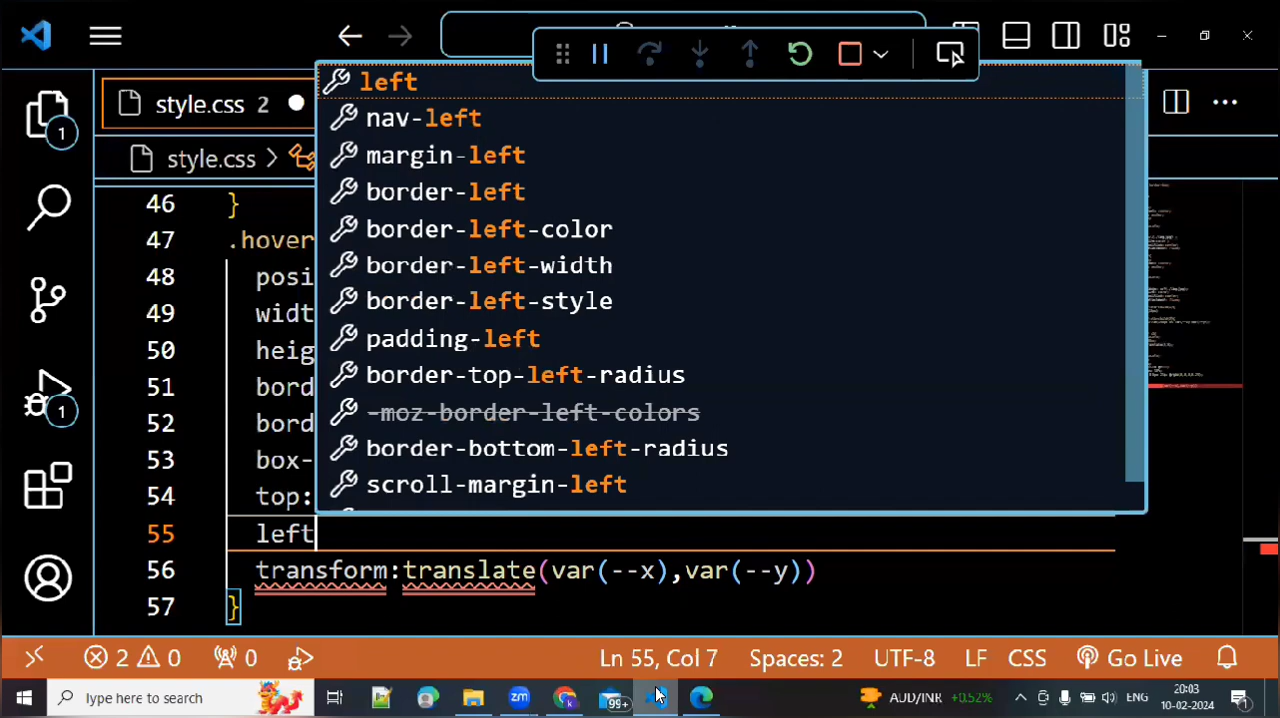 left
style.css 2
nav-left
margin-left
style.css >
border-left
46 }
border-left-color
47 .hover
border-left-width
48 posi
border-left-style
49 widt
padding-left
50 heig
border-top-left-radius
51 bord
-moz-border-left-colors
52 bord
border-bottom-left-radius
53 box-
scroll-margin-left
54 top:
55 left
56 transform:translate(var(--x),var(--y))
57 }
1
1
2 0 0 Ln 55, Col 7 Spaces: 2 UTF-8 LF CSS Go Live
Type here to search 99+ AUD/INR +0.52% ENG 20:03
10-02-2024 1